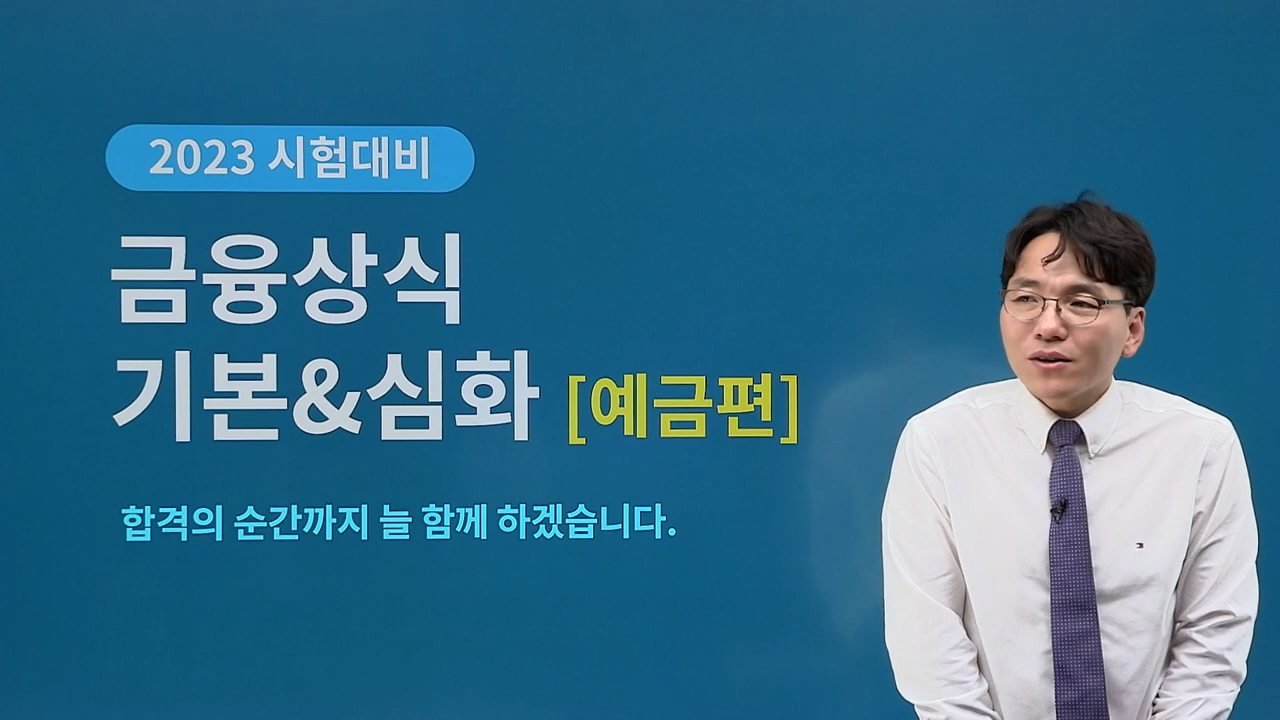 2023 시험대비
금융상식
기본&심화 [예금편]
합격의 순간까지 늘 함께 하겠습니다.